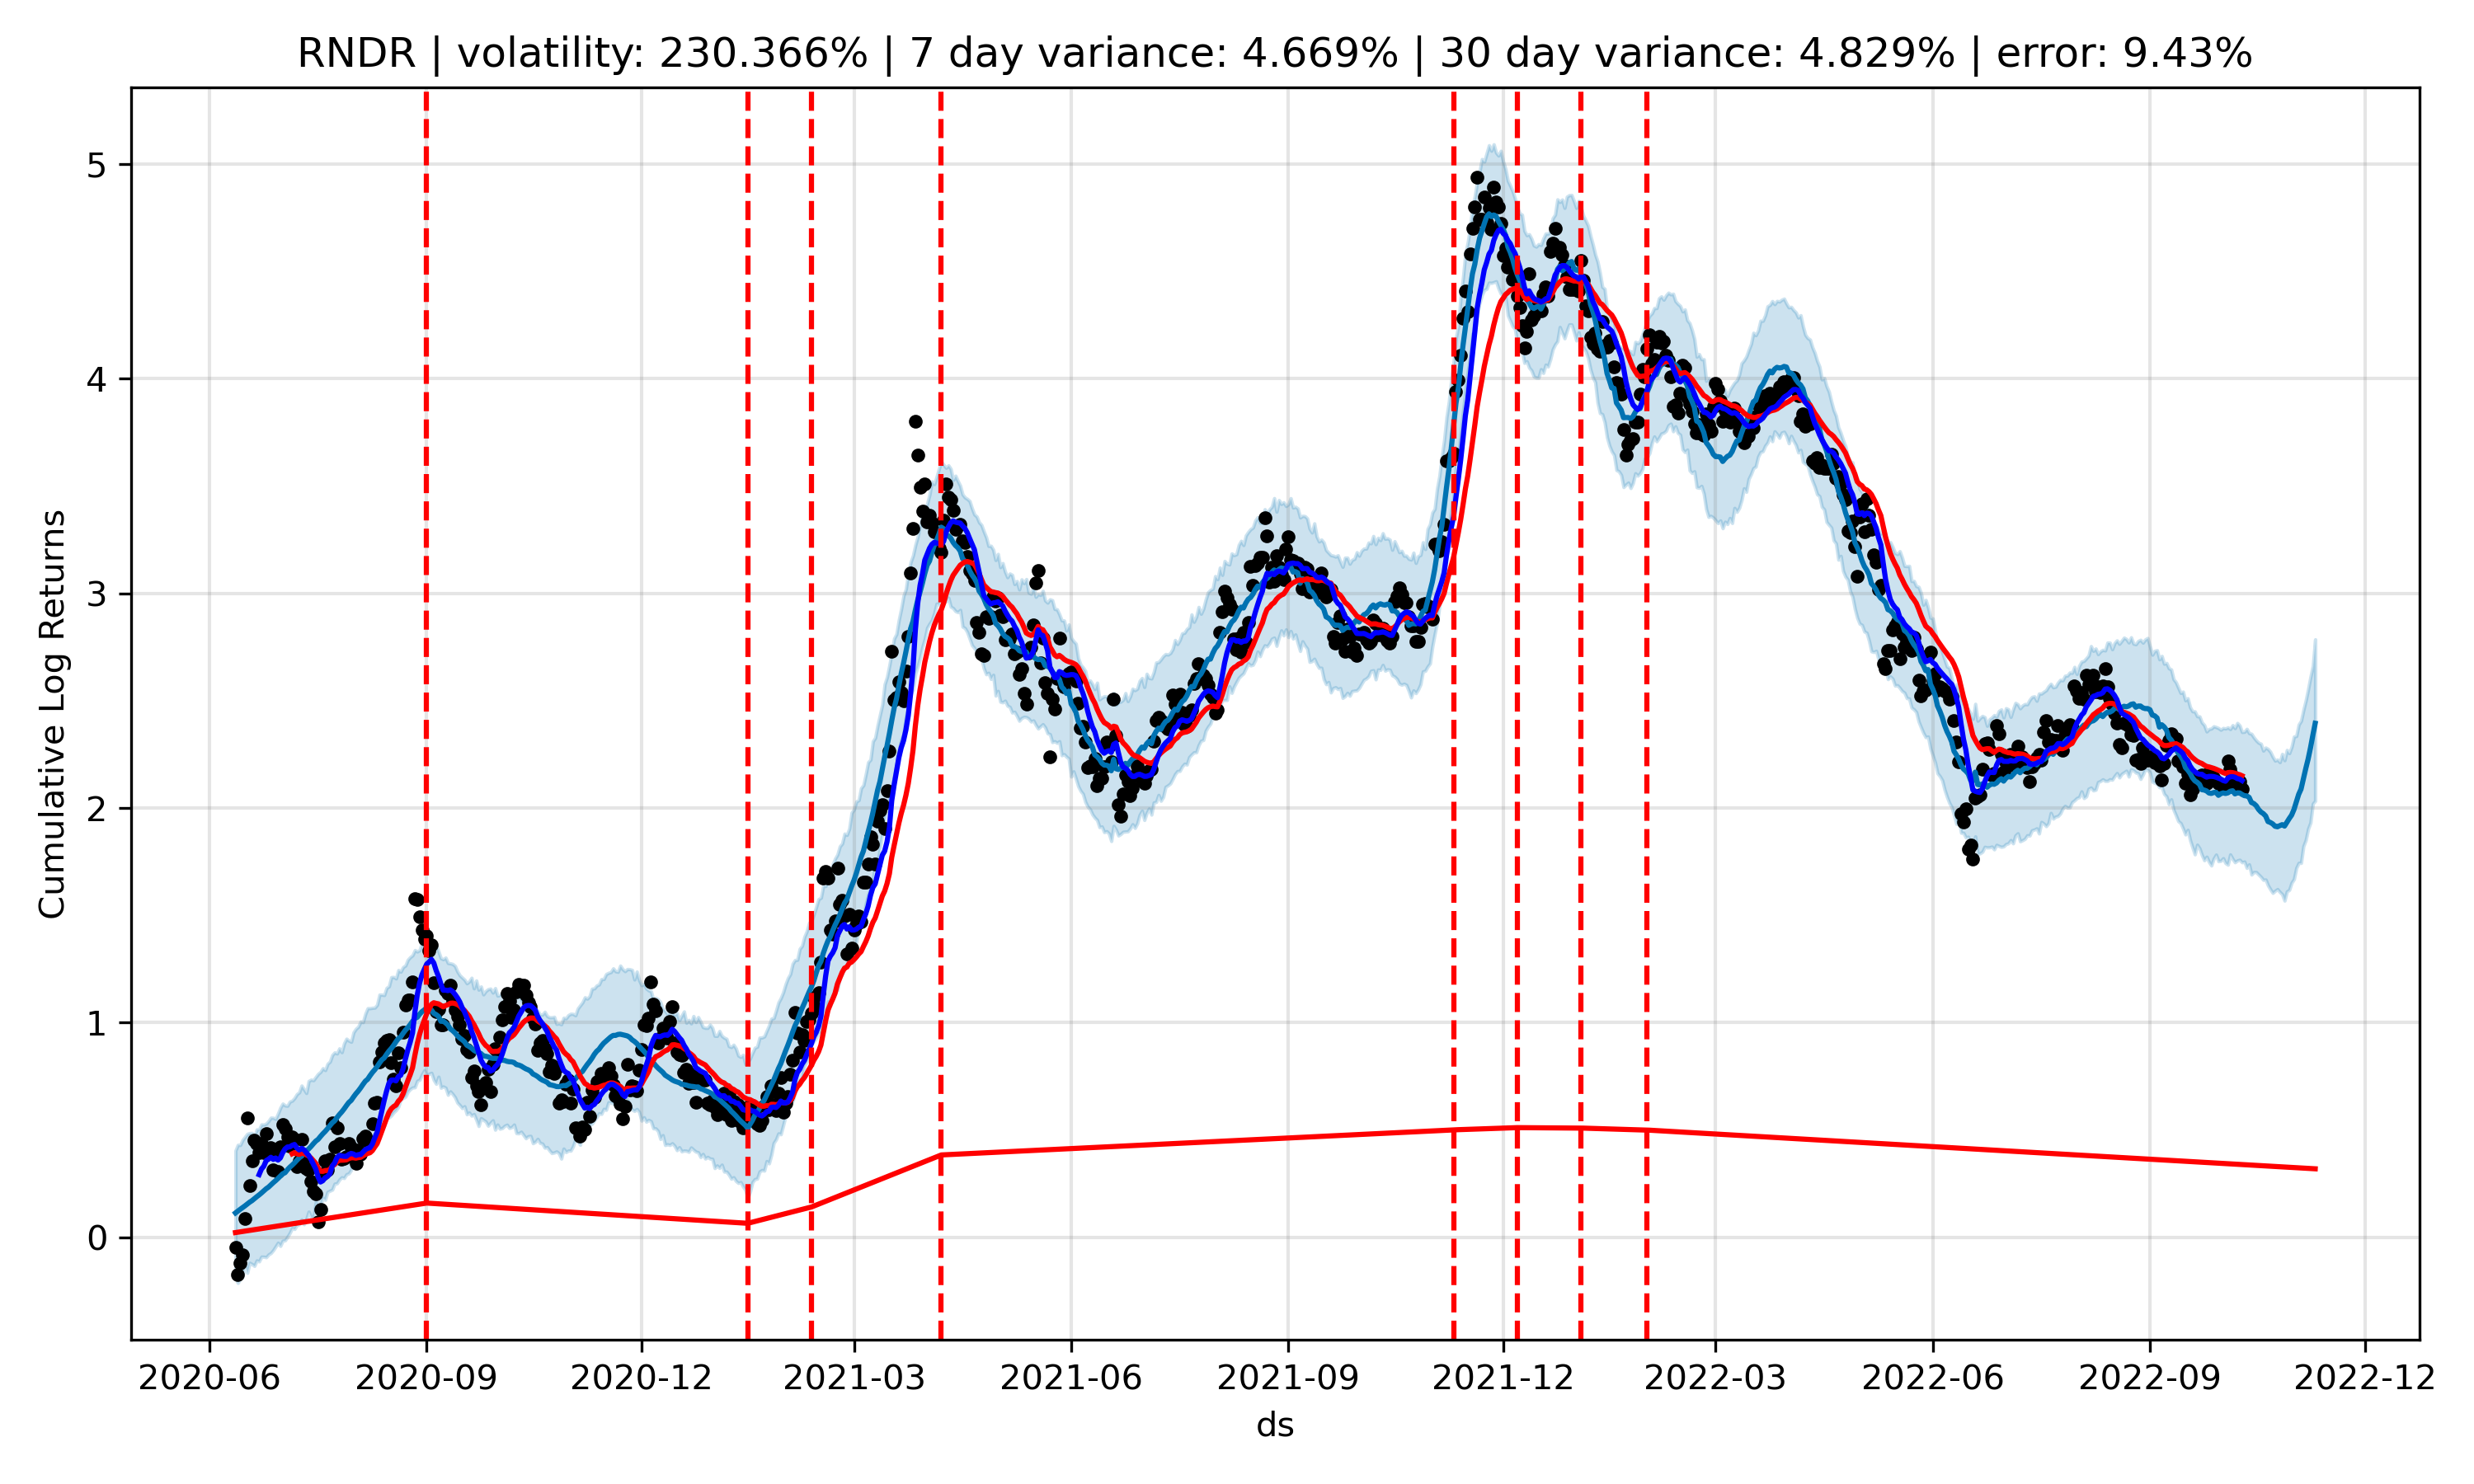 RNDR | volatility: 230.366% | 7 day variance: 4.669% | 30 day variance: 4.829% | error: 9.43%
Cumulative Log Returns
5
4
3
2
1
0
2020-06 2020-09 2020-12 2021-03 2021-06 2021-09 2021-12 2022-03 2022-06 2022-09 2022-12
ds